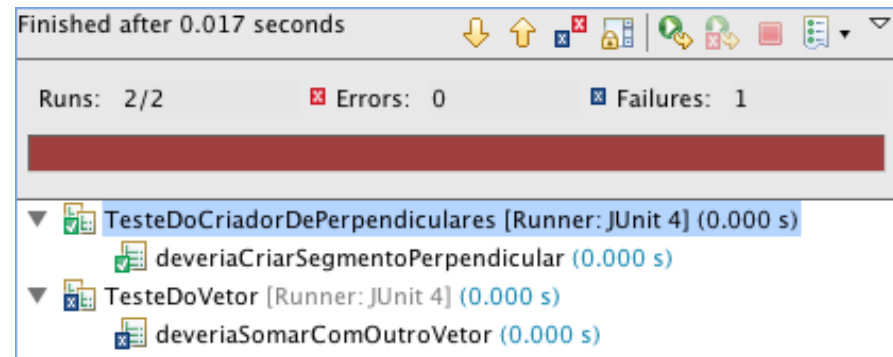 Finished after 0.017 seconds
Runs: 2/2 Errors: 0 Failures: 1
TesteDoCriadorDePerpendiculares [Runner: JUnit 4] (0.000 s)
deveriaCriarSegmentoPerpendicular (0.000 s)
TesteDoVetor [Runner: JUnit 4] (0.000 s)
deveriaSomarComOutroVetor (0.000 s)